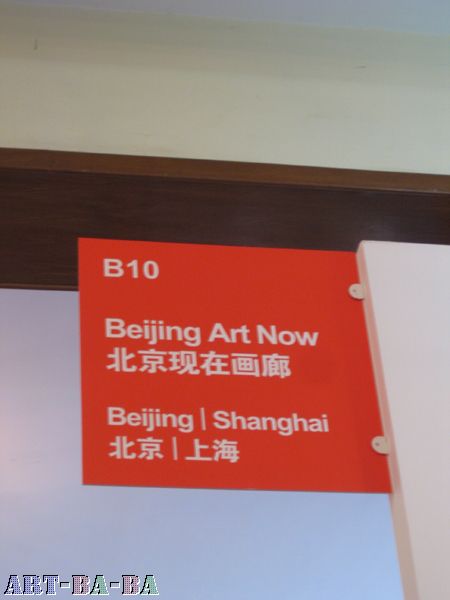 B10
Beijing Art Now
北京现在画廊
Beijing | Shanghai
北京 | 上海
ART-BA-BA